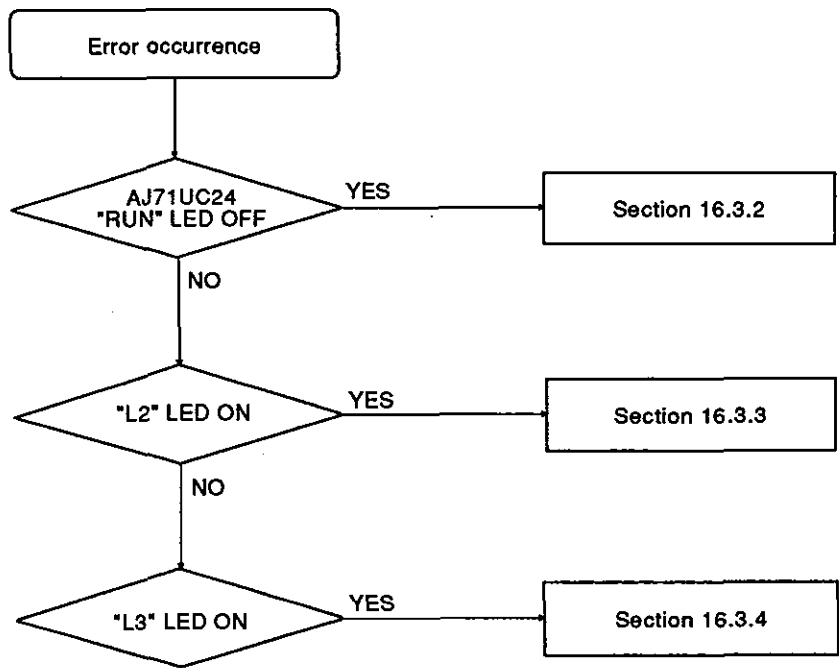 Error occurrence
AJ71UC24
"RUN" LED OFF
YES
Section 16.3.2
NO
"L2" LED ON
YES
Section 16.3.3
NO
"L3" LED ON
YES
Section 16.3.4